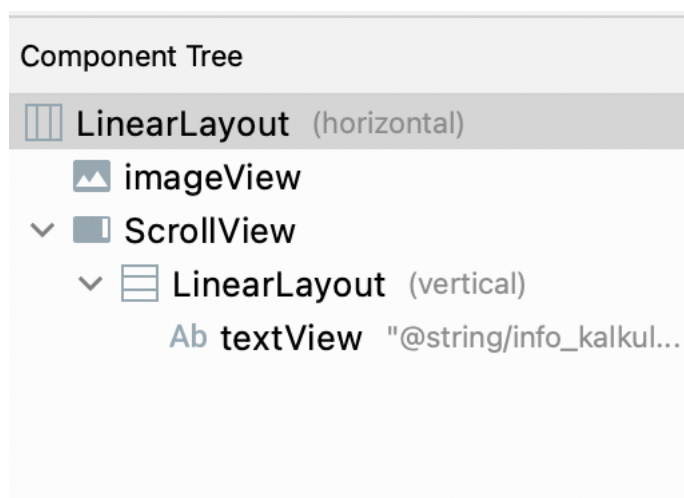 Component Tree
LinearLayout (horizontal)
imageView
ScrollView
LinearLayout (vertical)
Ab textView "@string/info_kalkul...